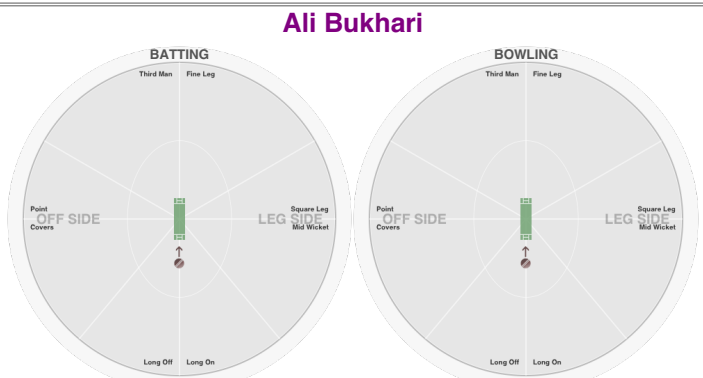 Ali Bukhari
BATTING
Third Man Fine Leg
Point
OFF SIDE
Covers
Square Leg
LEG SIDE
Mid Wicket
Long Off Long On
BOWLING
Third Man Fine Leg
Point
OFF SIDE
Covers
Square Leg
LEG SIDE
Mid Wicket
Long Off Long On